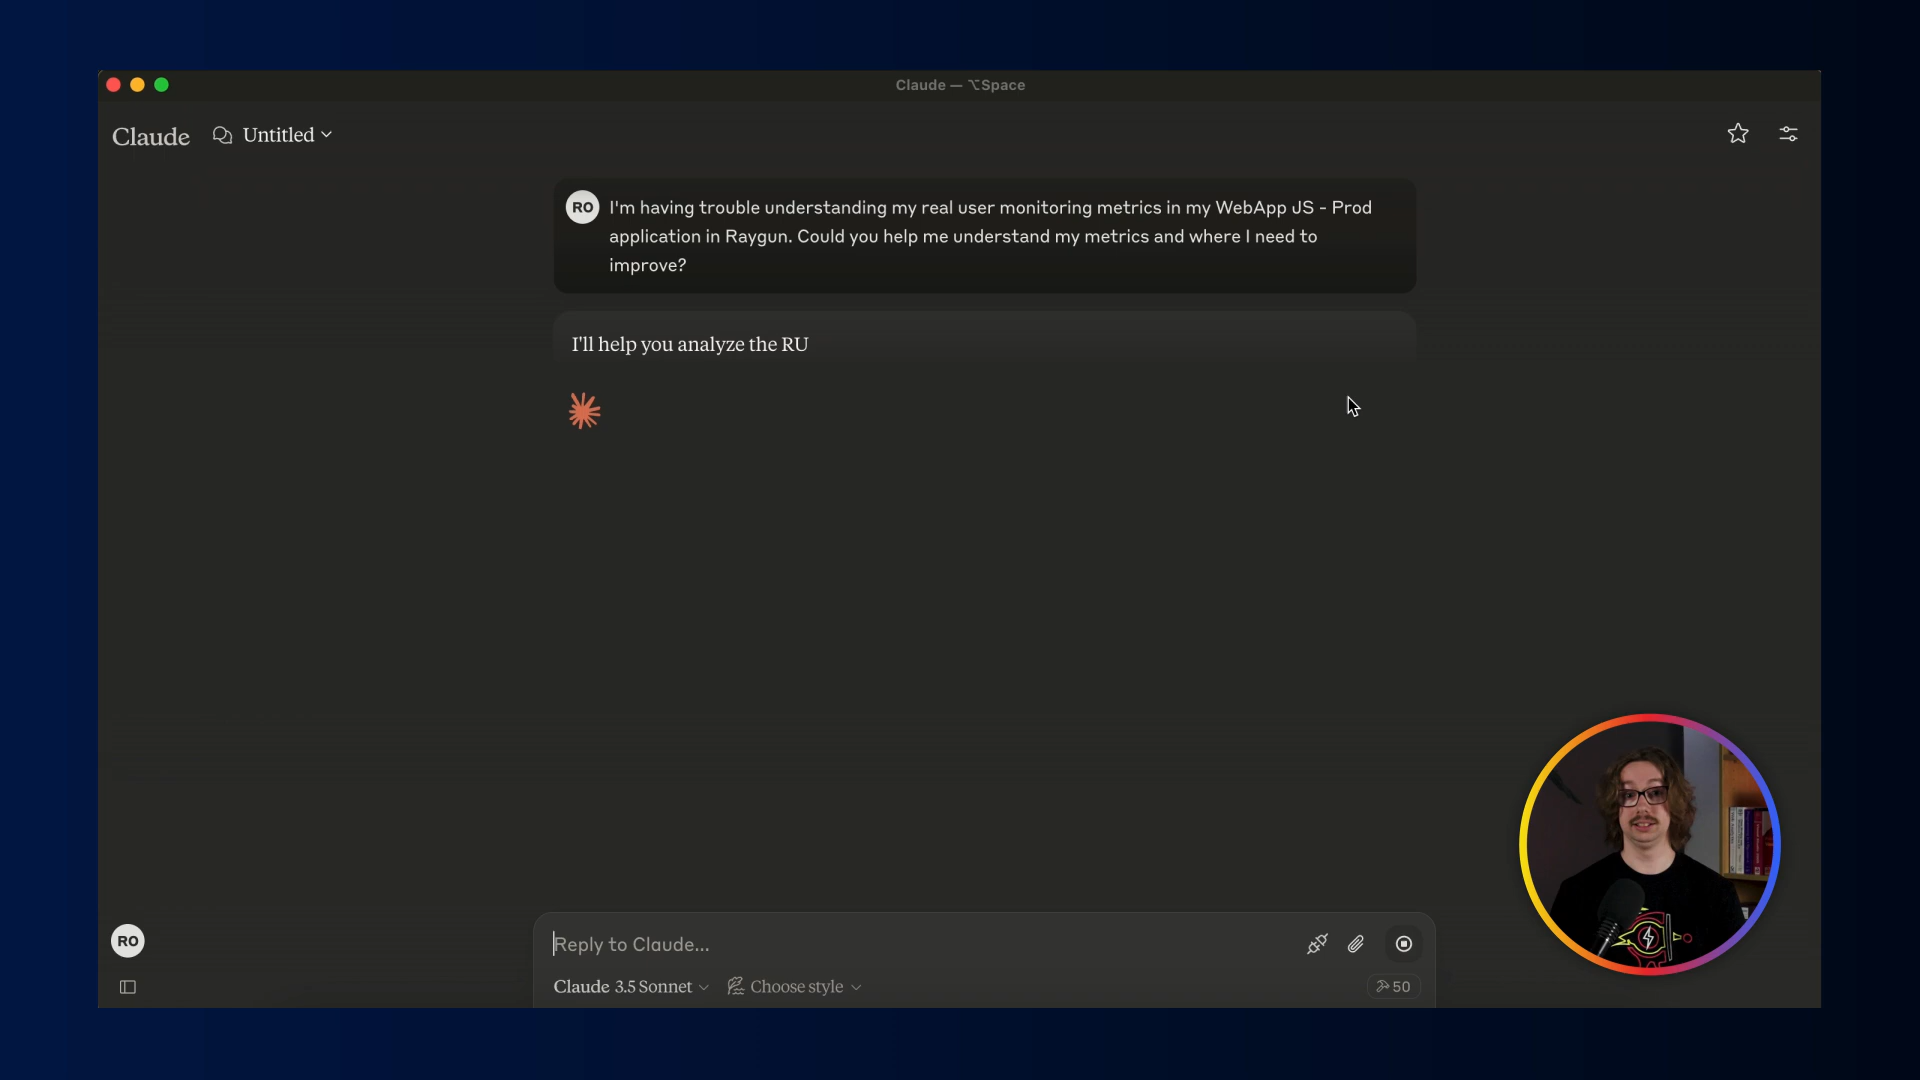 Claude — ⌥Space
Claude
Untitled
RO
I'm having trouble understanding my real user monitoring metrics in my WebApp JS - Prod
application in Raygun. Could you help me understand my metrics and where I need to
improve?
I'll help you analyze the RU
RO
Reply to Claude...
Claude 3.5 Sonnet
Choose style
50